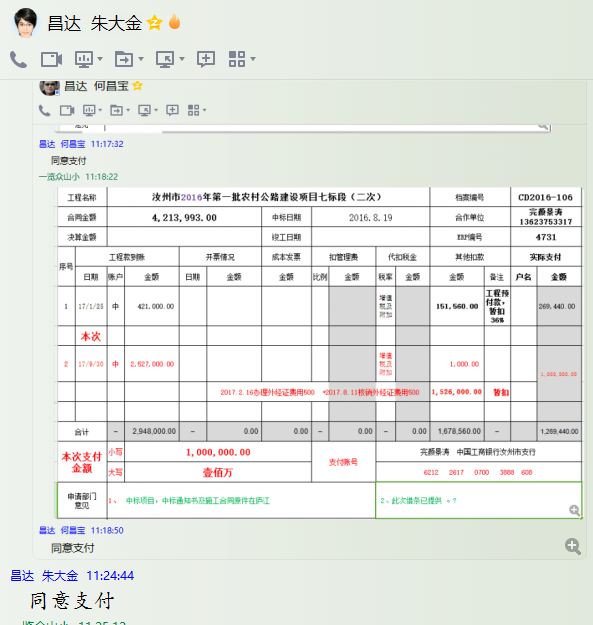 昌达 朱大金
昌达 何昌宝
昌达 何昌宝 11:17:32
同意支付
一览众山小 11:18:22
工程名称 汝州市2016年第一批农村公路建设项目七标段（二次） 档案编号 CD2016-106
合同金额 4,213,993.00 中标日期 2016.8.19 合作单位 完颜景涛 13623753317
决算金额 竣工日期 ERP编号 4731
序号 工程款到账 开票情况 成本发票 扣管理费 代扣税金 其他扣款 实际支付
日期 账户 金额 日期 金额 金额 比例 金额 税率 金额 金额 备注 户名 金额
1 17/1/25 中 421,000.00 增值税及附加 151,560.00 工程预付款,暂扣36% 269,440.00
本次
2 17/9/30 中 2,527,000.00 增值税及附加 1,000.00 1,000,000.00
2017.2.16办理外经证费用500 +2017.8.11核销外经证费用500 1,526,000.00 暂扣
合计 - 2,948,000.00 - 0.00 0.00 - 0.00 - 0.00 1,678,560.00 - 1,269,440.00
本次支付金额 小写 1,000,000.00 支付账号 完颜景涛 中国工商银行汝州市支行
大写 壹佰万 6212 2617 0700 3888 608
申请部门意见 1、 中标项目，中标通知书及施工合同原件在庐江 2、此次借条已提供 。？
昌达 何昌宝 11:18:50
同意支付
昌达 朱大金 11:24:44
同意支付